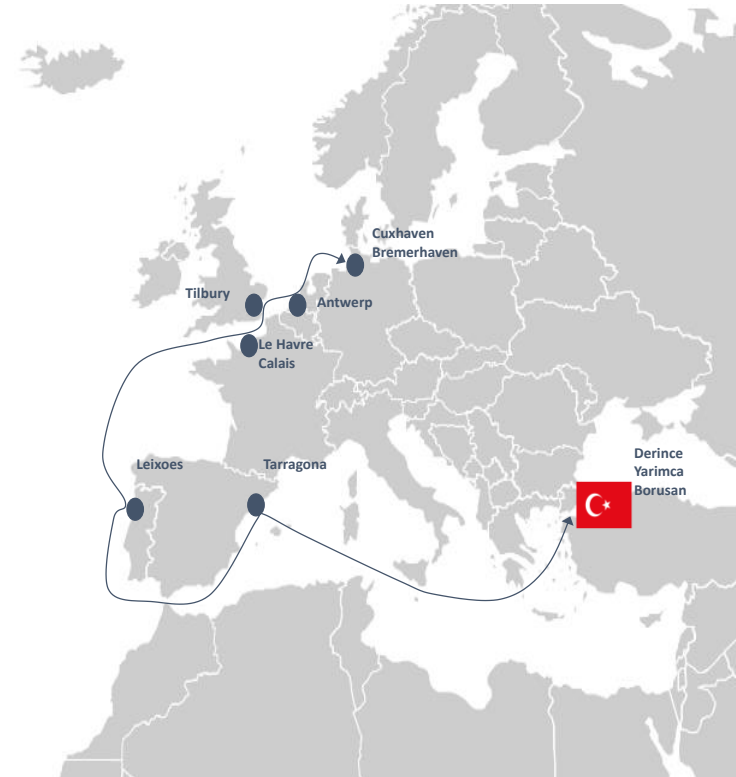 Cuxhaven
Bremerhaven
Tilbury
Antwerp
Le Havre
Calais
Leixoes
Tarragona
Derince
Yarimca
Borusan